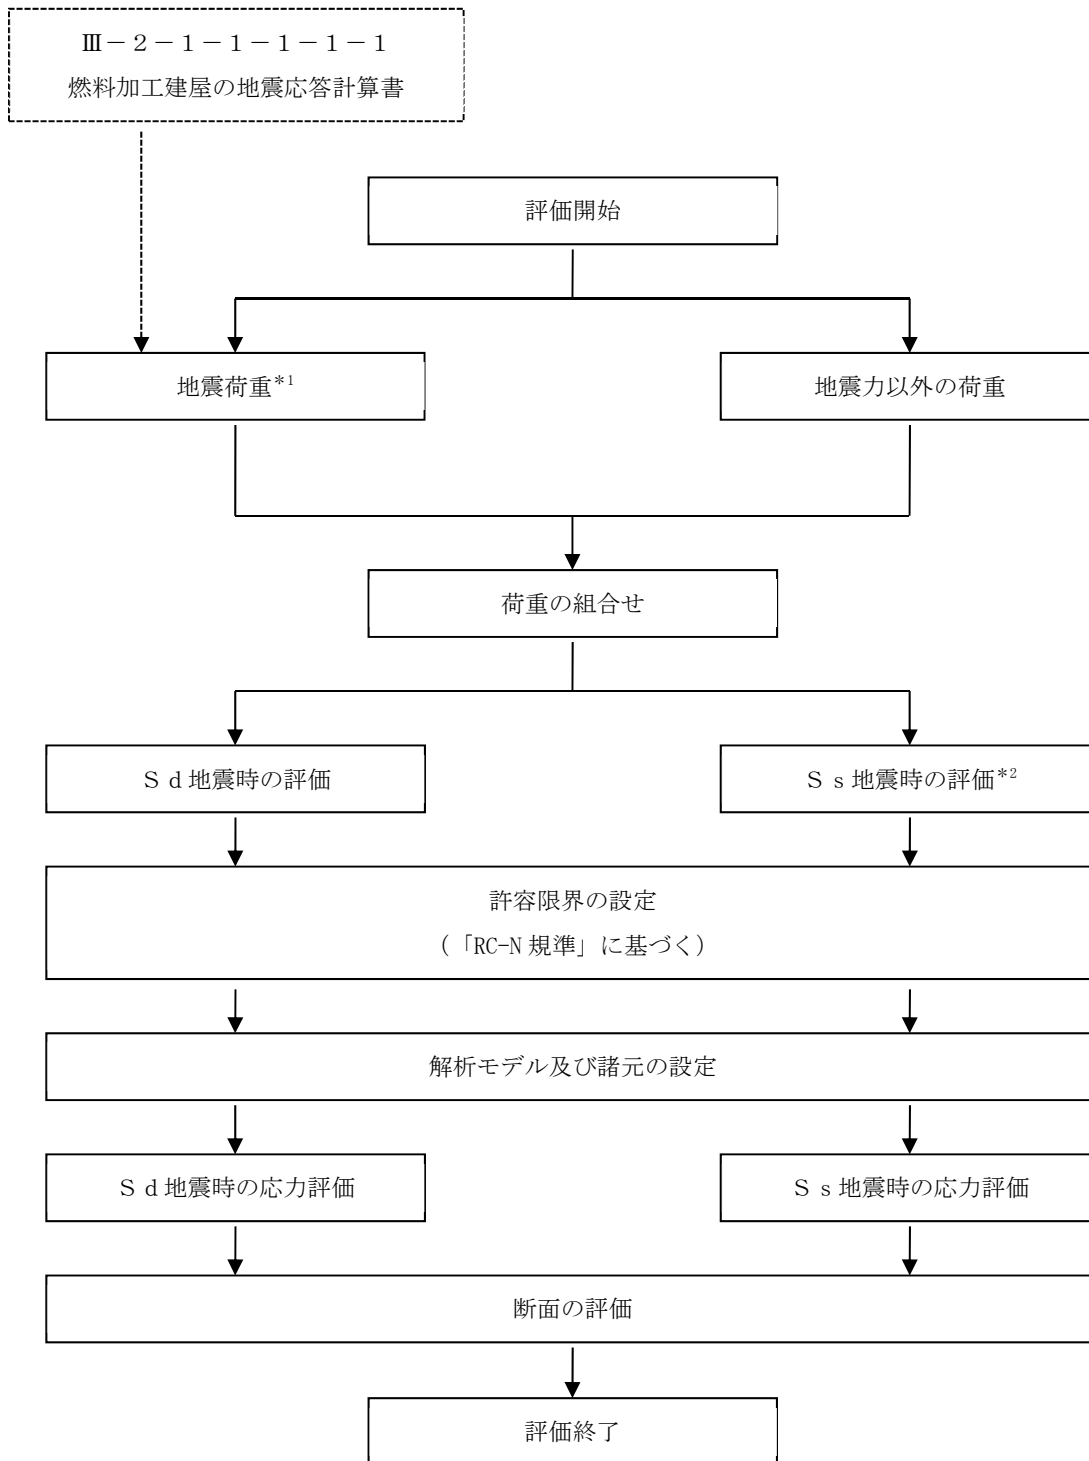 Ⅲ－２－１－１－１－１－１
燃料加工建屋の地震応答計算書
評価開始
地震荷重*1
地震力以外の荷重
荷重の組合せ
Ｓｄ地震時の評価
Ｓｓ地震時の評価*2
許容限界の設定
（「RC-N 規準」に基づく）
解析モデル及び諸元の設定
Ｓｄ地震時の応力評価
Ｓｓ地震時の応力評価
断面の評価
評価終了